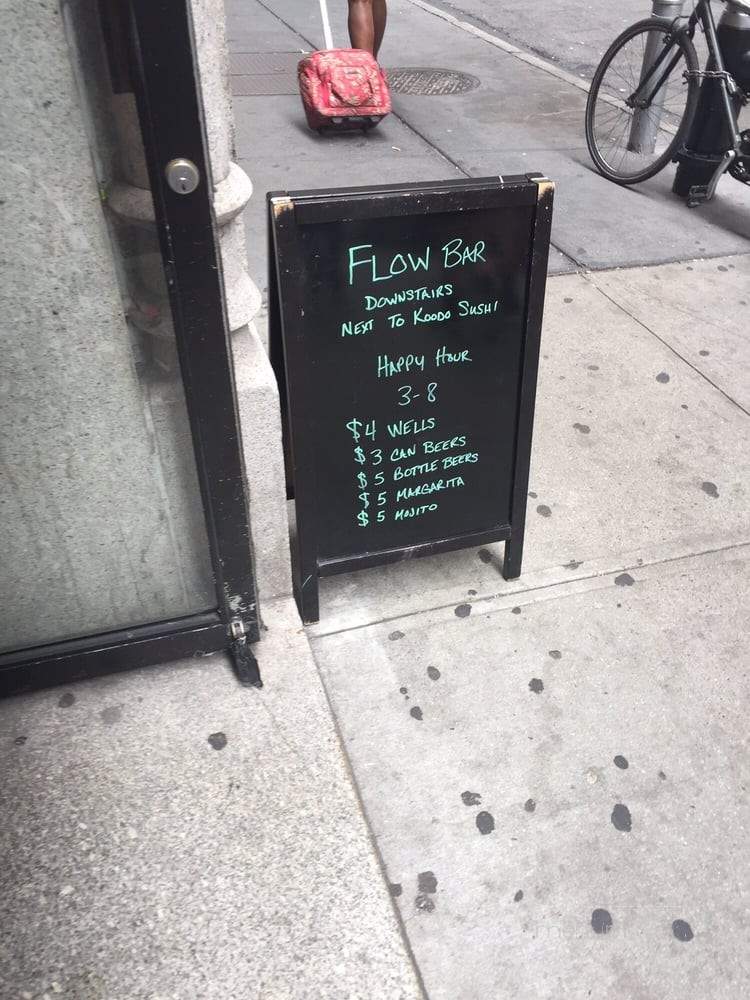 FLOW BAR
DOWNSTAIRS
NEXT TO KOODO SUSHI
HAPPY HOUR
3-8
$4 WELLS
$3 CAN BEERS
$5 BOTTLE BEERS
$5 MARGARITA
$5 MOJITO